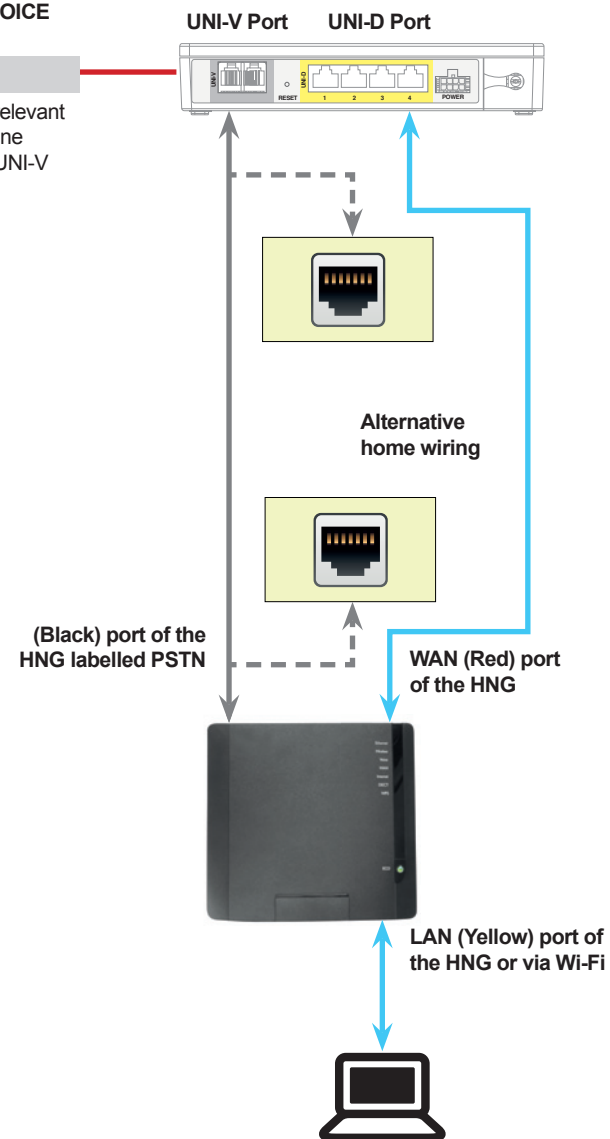 OICE
elevant
ne
UNI-V
UNI-V Port
UNI-D Port
UNI-V
RESET
UNI-D
1
2
3
4
POWER
Alternative
home wiring
(Black) port of the
HNG labelled PSTN
WAN (Red) port
of the HNG
LAN (Yellow) port of
the HNG or via Wi-Fi